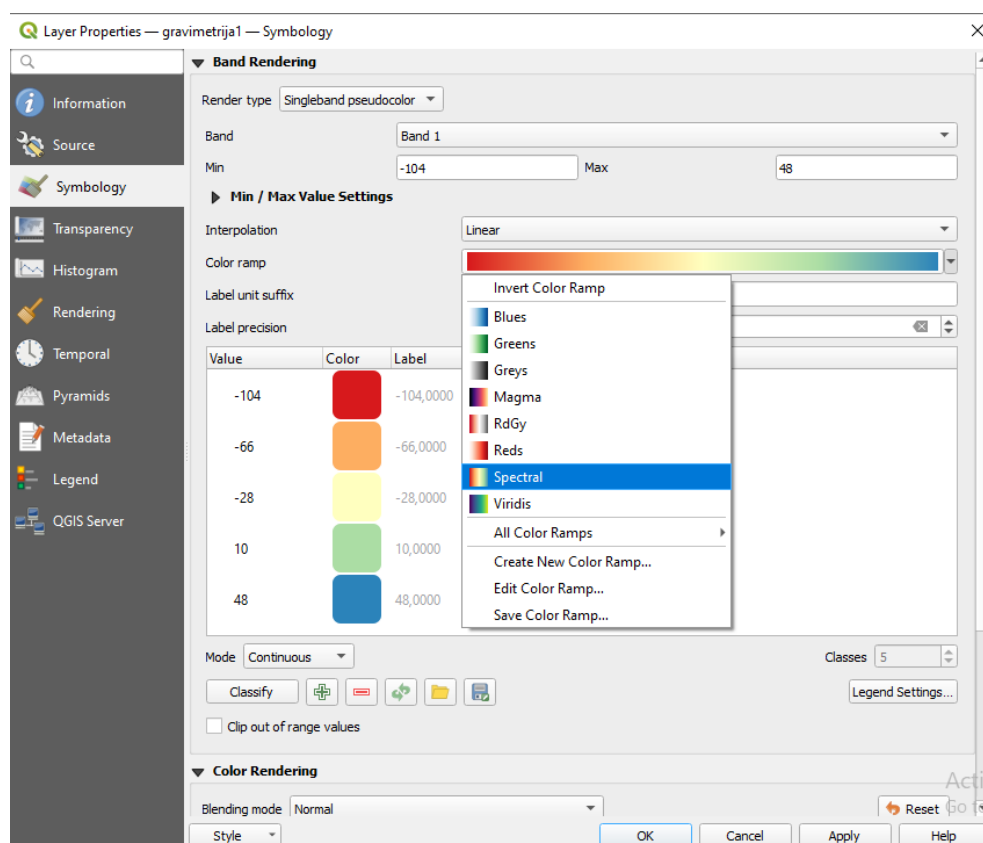 Layer Properties — gravimetrija1 — Symbology
Information
Source
Symbology
Transparency
Histogram
Rendering
Temporal
Pyramids
Metadata
Legend
QGIS Server
Band Rendering
Render type Singleband pseudocolor
Band Band 1
Min -104 Max 48
Min / Max Value Settings
Interpolation Linear
Color ramp
Label unit suffix
Label precision
Invert Color Ramp
Blues
Greens
Greys
Magma
RdGy
Reds
Spectral
Viridis
All Color Ramps
Create New Color Ramp...
Edit Color Ramp...
Save Color Ramp...
Value Color Label
-104 -104,0000
-66 -66,0000
-28 -28,0000
10 10,0000
48 48,0000
Mode Continuous Classes 5
Classify Legend Settings...
Clip out of range values
Color Rendering
Blending mode Normal Reset
Style OK Cancel Apply Help
Acti
Go t